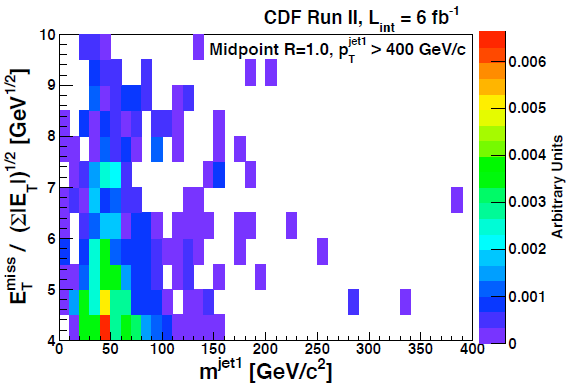 CDF Run II, L_int = 6 fb^-1
Midpoint R=1.0, p_T^jet1 > 400 GeV/c
E_T^miss / (Σ|E_T|)^1/2 [GeV^1/2]
10
9
8
7
6
5
4
0 50 100 150 200 250 300 350 400
m^jet1 [GeV/c^2]
0.006
0.005
0.004
0.003
0.002
0.001
0
Arbitrary Units